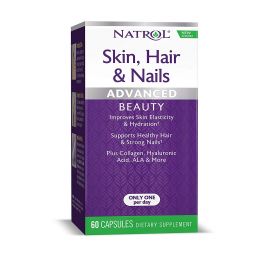 NATROL®
Skin, Hair
& Nails
ADVANCED
BEAUTY
Improves Skin Elasticity
& Hydration†
Supports Healthy Hair
& Strong Nails†
Plus Collagen, Hyaluronic
Acid, ALA & More
ONLY ONE
per day
60 CAPSULES DIETARY SUPPLEMENT